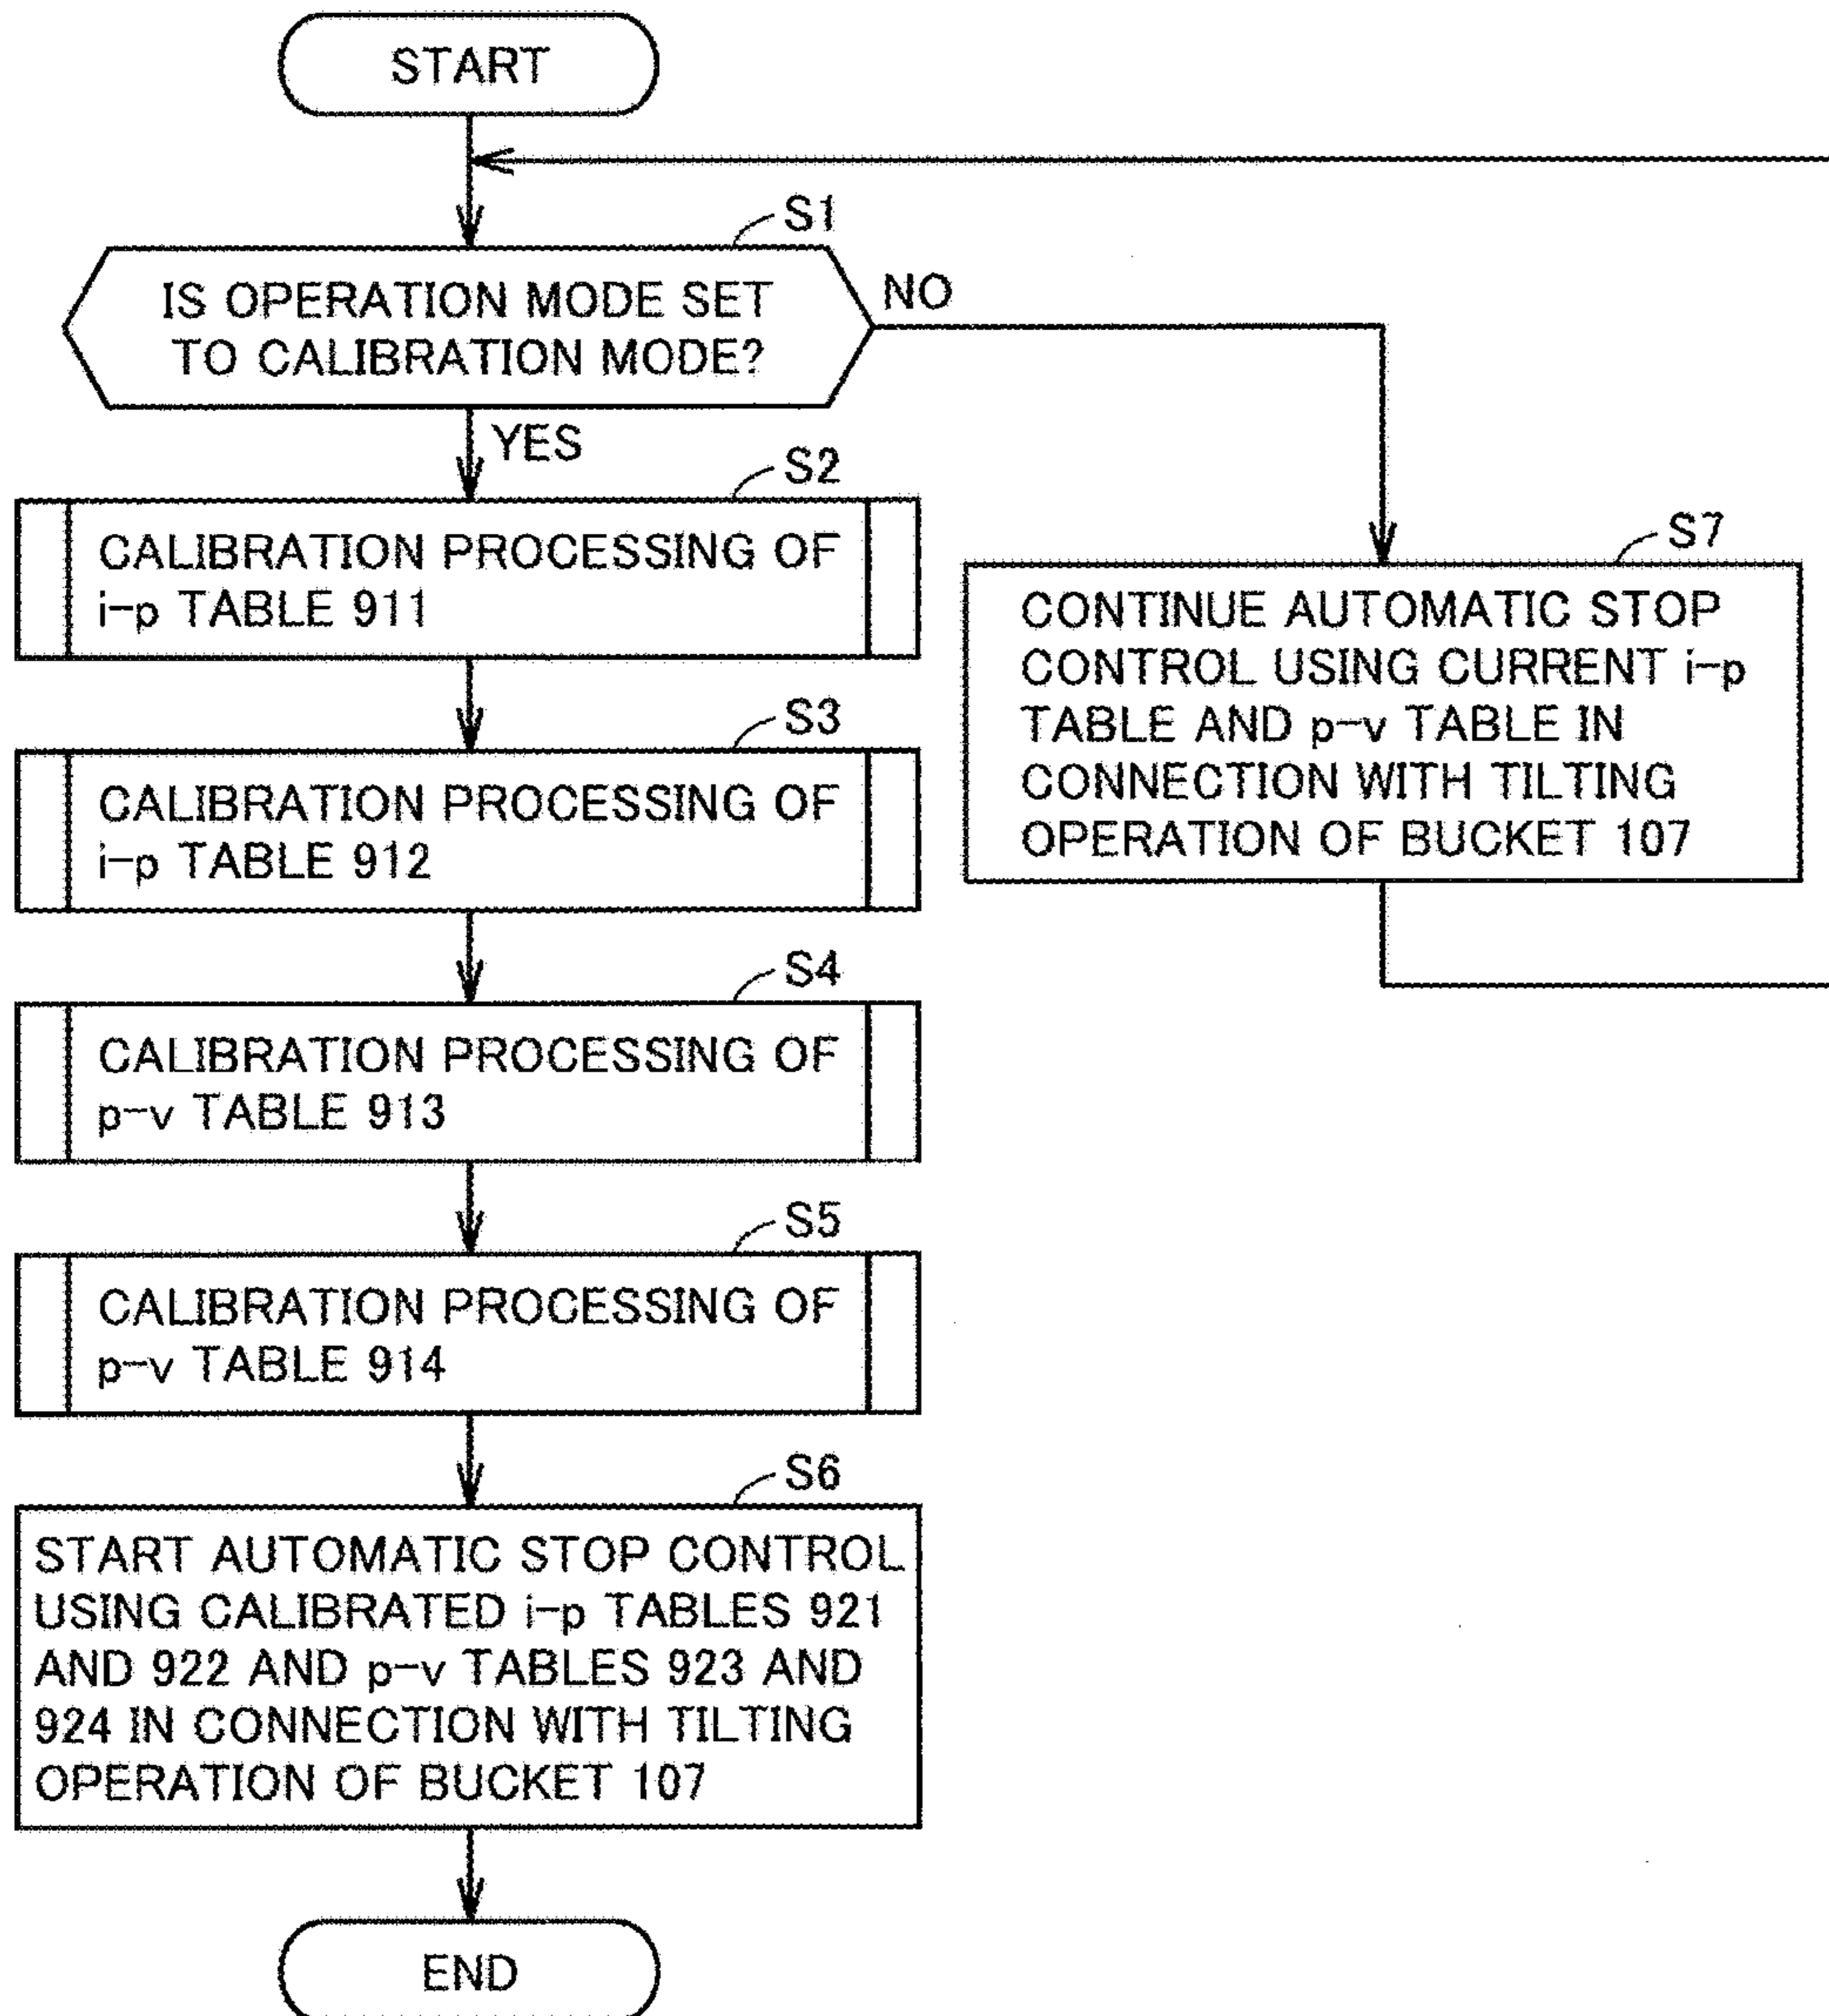 START
S1
IS OPERATION MODE SET
TO CALIBRATION MODE?
NO
YES
S2
CALIBRATION PROCESSING OF
i-p TABLE 911
S3
CALIBRATION PROCESSING OF
i-p TABLE 912
S4
CALIBRATION PROCESSING OF
p-v TABLE 913
S5
CALIBRATION PROCESSING OF
p-v TABLE 914
S6
START AUTOMATIC STOP CONTROL
USING CALIBRATED i-p TABLES 921
AND 922 AND p-v TABLES 923 AND
924 IN CONNECTION WITH TILTING
OPERATION OF BUCKET 107
END
S7
CONTINUE AUTOMATIC STOP
CONTROL USING CURRENT i-p
TABLE AND p-v TABLE IN
CONNECTION WITH TILTING
OPERATION OF BUCKET 107